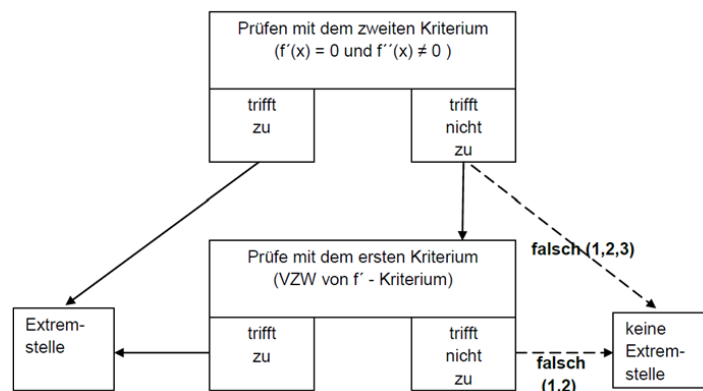 Prüfen mit dem zweiten Kriterium
(f´(x) = 0 und f´´(x) ≠ 0 )
trifft
zu
trifft
nicht
zu
falsch (1,2,3)
Prüfe mit dem ersten Kriterium
(VZW von f´ - Kriterium)
trifft
zu
trifft
nicht
zu
Extrem-
stelle
falsch
(1,2)
keine
Extrem-
stelle